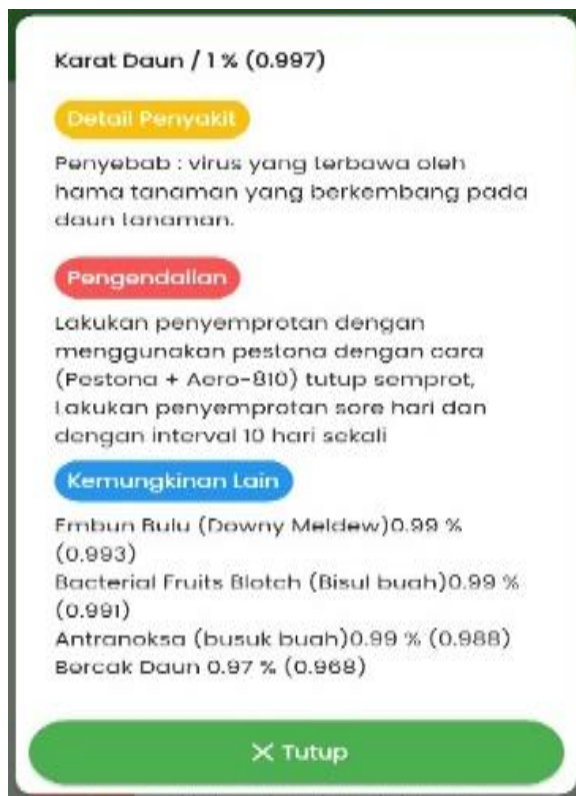 Karat Daun / 1 % (0.997)
Detail Penyakit
Penyebab : virus yang terbawa oleh
hama tanaman yang berkembang pada
daun tanaman.
Pengendalian
Lakukan penyemprotan dengan
menggunakan pestona dengan cara
(Pestona + Aero-810) tutup semprot,
Lakukan penyemprotan sore hari dan
dengan interval 10 hari sekali
Kemungkinan Lain
Embun Bulu (Downy Meldew)0.99 %
(0.993)
Bacterial Fruits Blotch (Bisul buah)0.99 %
(0.991)
Antranoksa (busuk buah)0.99 % (0.988)
Bercak Daun 0.97 % (0.968)
✕ Tutup